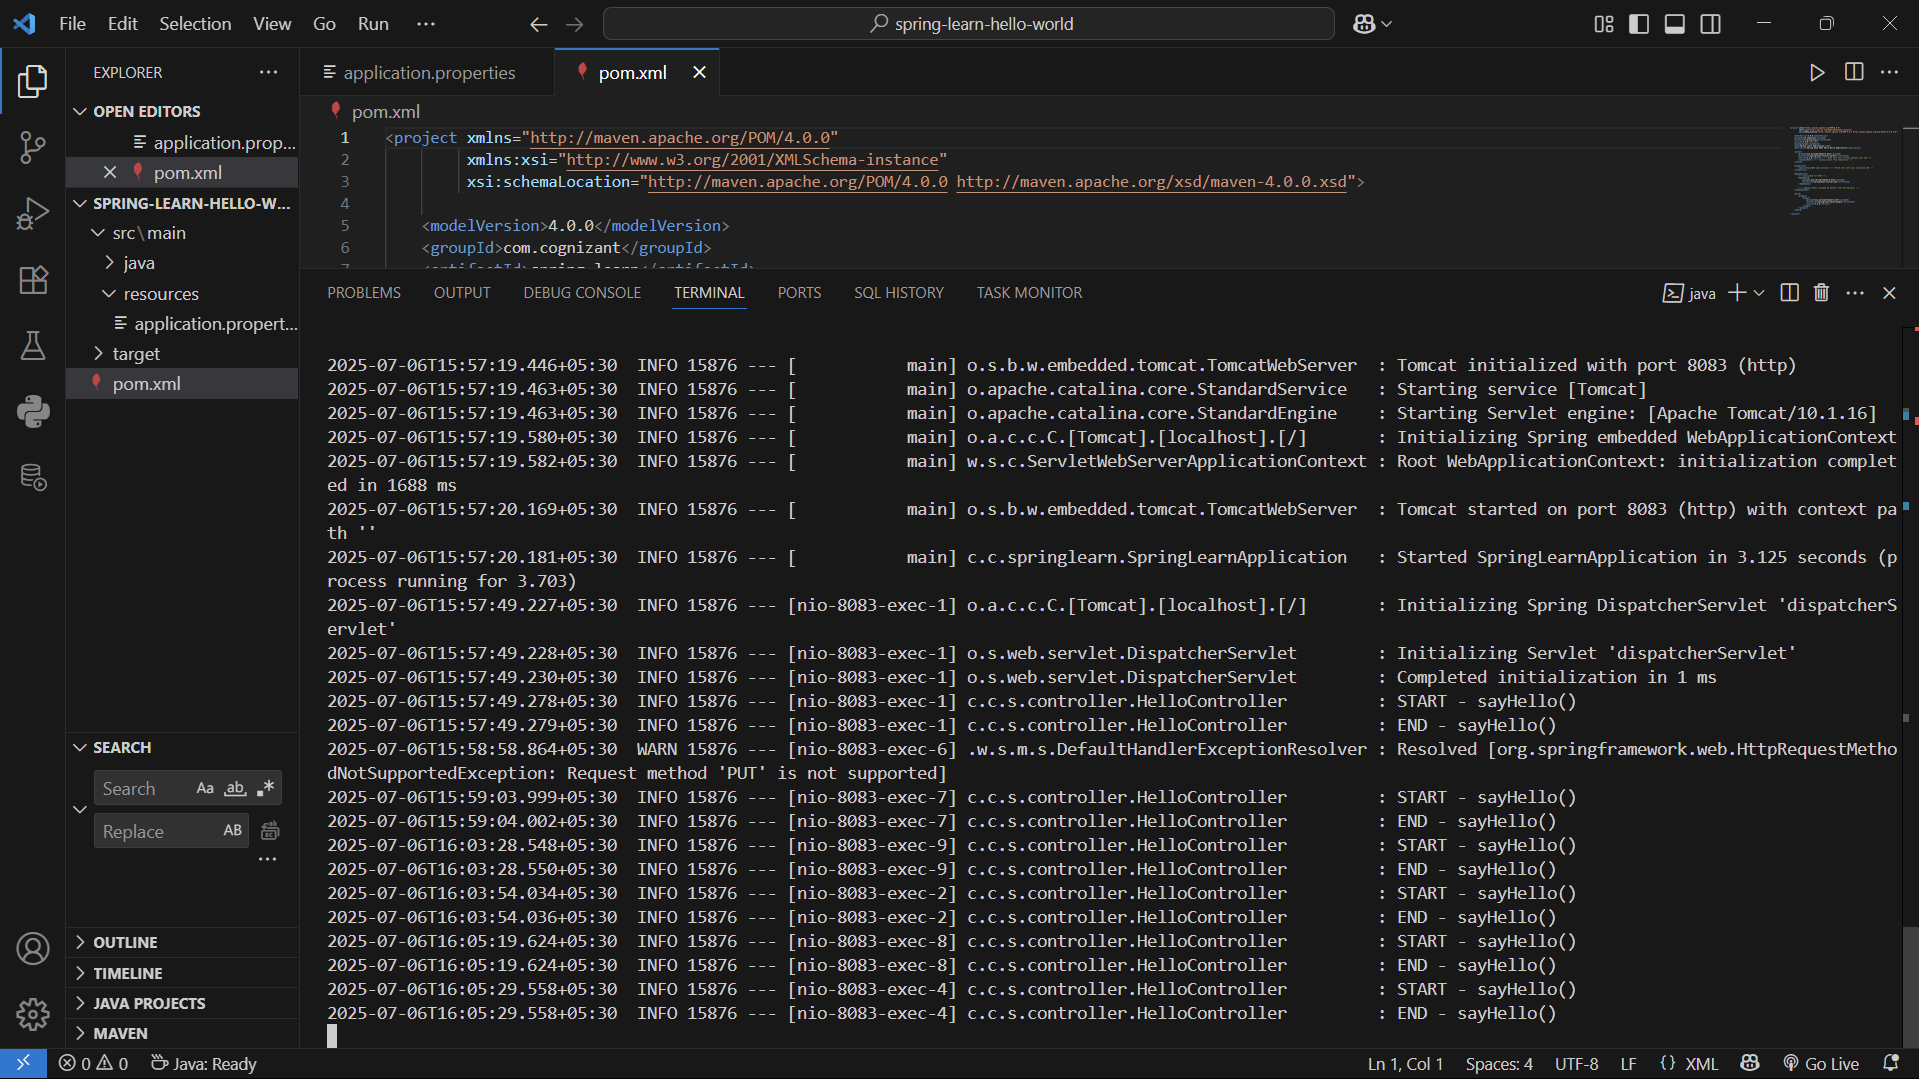 File Edit Selection View Go Run ···
spring-learn-hello-world
EXPLORER
OPEN EDITORS
application.prop...
pom.xml
SPRING-LEARN-HELLO-W...
src\main
java
resources
application.propert...
target
pom.xml
SEARCH
Search Aa ab .*
Replace AB
···
OUTLINE
TIMELINE
JAVA PROJECTS
MAVEN
application.properties pom.xml
pom.xml
1 <project xmlns="http://maven.apache.org/POM/4.0.0"
2 xmlns:xsi="http://www.w3.org/2001/XMLSchema-instance"
3 xsi:schemaLocation="http://maven.apache.org/POM/4.0.0 http://maven.apache.org/xsd/maven-4.0.0.xsd">
4
5 <modelVersion>4.0.0</modelVersion>
6 <groupId>com.cognizant</groupId>
7 <artifactId>spring-learn</artifactId>
PROBLEMS OUTPUT DEBUG CONSOLE TERMINAL PORTS SQL HISTORY TASK MONITOR
java
2025-07-06T15:57:19.446+05:30  INFO 15876 --- [           main] o.s.b.w.embedded.tomcat.TomcatWebServer  : Tomcat initialized with port 8083 (http)
2025-07-06T15:57:19.463+05:30  INFO 15876 --- [           main] o.apache.catalina.core.StandardService   : Starting service [Tomcat]
2025-07-06T15:57:19.463+05:30  INFO 15876 --- [           main] o.apache.catalina.core.StandardEngine    : Starting Servlet engine: [Apache Tomcat/10.1.16]
2025-07-06T15:57:19.580+05:30  INFO 15876 --- [           main] o.a.c.c.C.[Tomcat].[localhost].[/]       : Initializing Spring embedded WebApplicationContext
2025-07-06T15:57:19.582+05:30  INFO 15876 --- [           main] w.s.c.ServletWebServerApplicationContext : Root WebApplicationContext: initialization complet
ed in 1688 ms
2025-07-06T15:57:20.169+05:30  INFO 15876 --- [           main] o.s.b.w.embedded.tomcat.TomcatWebServer  : Tomcat started on port 8083 (http) with context pa
th ''
2025-07-06T15:57:20.181+05:30  INFO 15876 --- [           main] c.c.springlearn.SpringLearnApplication   : Started SpringLearnApplication in 3.125 seconds (p
rocess running for 3.703)
2025-07-06T15:57:49.227+05:30  INFO 15876 --- [nio-8083-exec-1] o.a.c.c.C.[Tomcat].[localhost].[/]       : Initializing Spring DispatcherServlet 'dispatcherS
ervlet'
2025-07-06T15:57:49.228+05:30  INFO 15876 --- [nio-8083-exec-1] o.s.web.servlet.DispatcherServlet        : Initializing Servlet 'dispatcherServlet'
2025-07-06T15:57:49.230+05:30  INFO 15876 --- [nio-8083-exec-1] o.s.web.servlet.DispatcherServlet        : Completed initialization in 1 ms
2025-07-06T15:57:49.278+05:30  INFO 15876 --- [nio-8083-exec-1] c.c.s.controller.HelloController         : START - sayHello()
2025-07-06T15:57:49.279+05:30  INFO 15876 --- [nio-8083-exec-1] c.c.s.controller.HelloController         : END - sayHello()
2025-07-06T15:58:58.864+05:30  WARN 15876 --- [nio-8083-exec-6] .w.s.m.s.DefaultHandlerExceptionResolver : Resolved [org.springframework.web.HttpRequestMetho
dNotSupportedException: Request method 'PUT' is not supported]
2025-07-06T15:59:03.999+05:30  INFO 15876 --- [nio-8083-exec-7] c.c.s.controller.HelloController         : START - sayHello()
2025-07-06T15:59:04.002+05:30  INFO 15876 --- [nio-8083-exec-7] c.c.s.controller.HelloController         : END - sayHello()
2025-07-06T16:03:28.548+05:30  INFO 15876 --- [nio-8083-exec-9] c.c.s.controller.HelloController         : START - sayHello()
2025-07-06T16:03:28.550+05:30  INFO 15876 --- [nio-8083-exec-9] c.c.s.controller.HelloController         : END - sayHello()
2025-07-06T16:03:54.034+05:30  INFO 15876 --- [nio-8083-exec-2] c.c.s.controller.HelloController         : START - sayHello()
2025-07-06T16:03:54.036+05:30  INFO 15876 --- [nio-8083-exec-2] c.c.s.controller.HelloController         : END - sayHello()
2025-07-06T16:05:19.624+05:30  INFO 15876 --- [nio-8083-exec-8] c.c.s.controller.HelloController         : START - sayHello()
2025-07-06T16:05:19.624+05:30  INFO 15876 --- [nio-8083-exec-8] c.c.s.controller.HelloController         : END - sayHello()
2025-07-06T16:05:29.558+05:30  INFO 15876 --- [nio-8083-exec-4] c.c.s.controller.HelloController         : START - sayHello()
2025-07-06T16:05:29.558+05:30  INFO 15876 --- [nio-8083-exec-4] c.c.s.controller.HelloController         : END - sayHello()
0 0 Java: Ready Ln 1, Col 1 Spaces: 4 UTF-8 LF {} XML Go Live